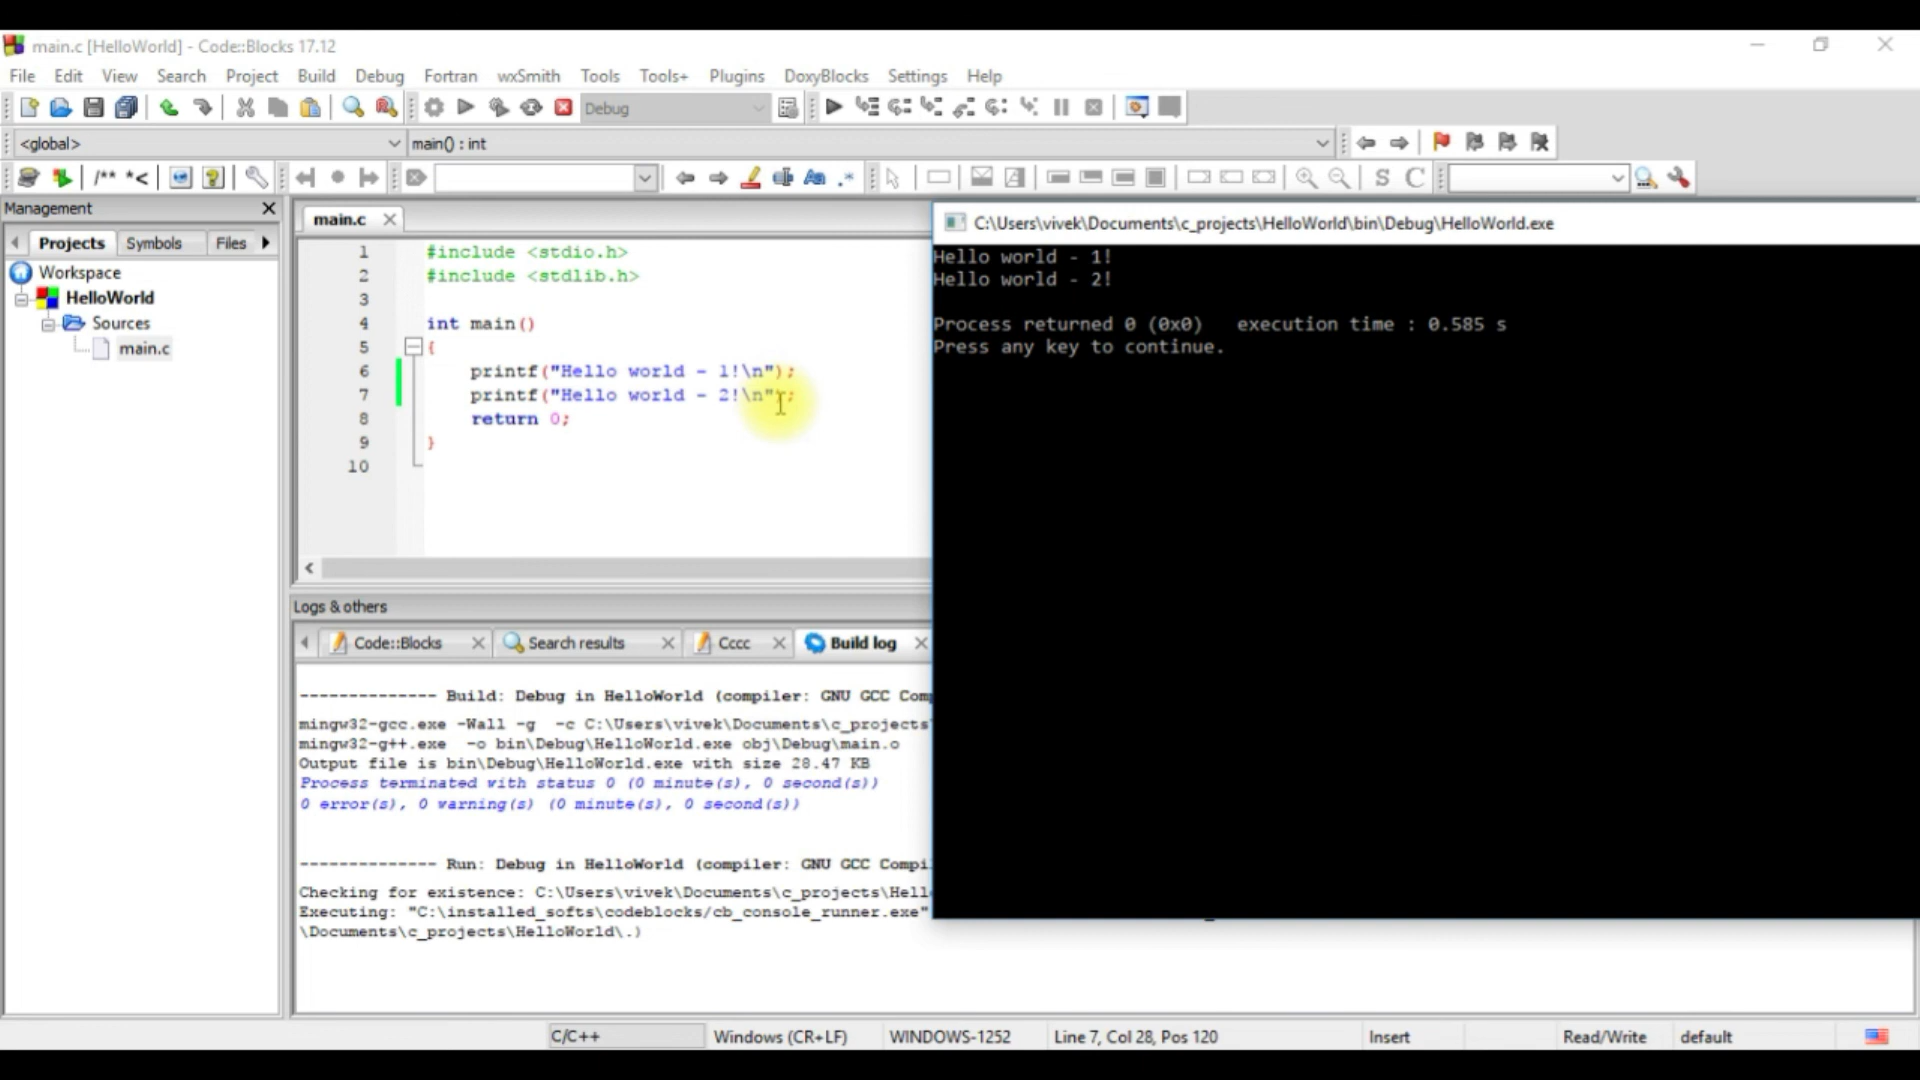 main.c [HelloWorld] - Code::Blocks 17.12
File Edit View Search Project Build Debug Fortran wxSmith Tools Tools+ Plugins DoxyBlocks Settings Help
Debug
<global> main() : int
/** *<
S C
Management
Projects Symbols Files
Workspace
HelloWorld
Sources
main.c
main.c
1 #include <stdio.h>
2 #include <stdlib.h>
3
4 int main()
5 {
6 printf("Hello world - 1!\n");
7 printf("Hello world - 2!\n");
8 return 0;
9 }
10
C:\Users\vivek\Documents\c_projects\HelloWorld\bin\Debug\HelloWorld.exe
Hello world - 1!
Hello world - 2!
Process returned 0 (0x0) execution time : 0.585 s
Press any key to continue.
Logs & others
Code::Blocks Search results Cccc Build log
-------------- Build: Debug in HelloWorld (compiler: GNU GCC Com
mingw32-gcc.exe -Wall -g -c C:\Users\vivek\Documents\c_projects
mingw32-g++.exe -o bin\Debug\HelloWorld.exe obj\Debug\main.o
Output file is bin\Debug\HelloWorld.exe with size 28.47 KB
Process terminated with status 0 (0 minute(s), 0 second(s))
0 error(s), 0 warning(s) (0 minute(s), 0 second(s))
-------------- Run: Debug in HelloWorld (compiler: GNU GCC Compi
Checking for existence: C:\Users\vivek\Documents\c_projects\Hell
Executing: "C:\installed_softs\codeblocks/cb_console_runner.exe"
\Documents\c_projects\HelloWorld\.)
C/C++ Windows (CR+LF) WINDOWS-1252 Line 7, Col 28, Pos 120 Insert Read/Write default